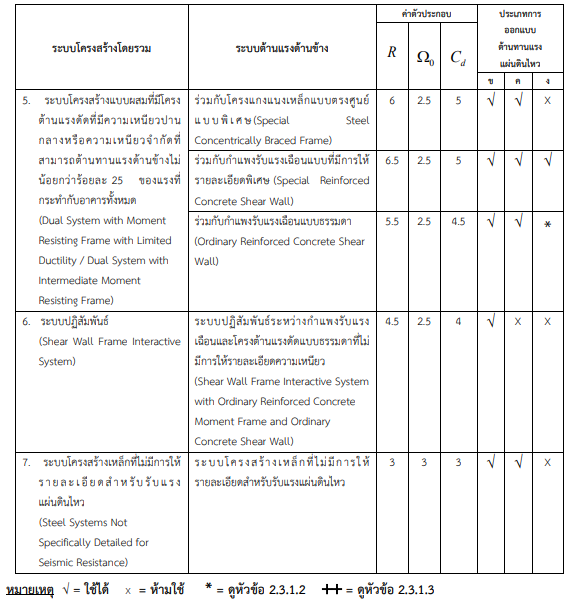 ระบบโครงสร้างโดยรวม
ระบบต้านแรงด้านข้าง
ค่าตัวประกอบ
ประเภทการ
ออกแบบ
ต้านทานแรง
แผ่นดินไหว
R
Ω0
Cd
ข
ค
ง
5. ระบบโครงสร้างแบบผสมที่มีโครง
ต้านแรงดัดที่มีความเหนียวปาน
กลางหรือความเหนียวจำกัดที่
สามารถต้านทานแรงด้านข้างไม่
น้อยกว่าร้อยละ 25 ของแรงที่
กระทำกับอาคารทั้งหมด
(Dual System with Moment
Resisting Frame with Limited
Ductility / Dual System with
Intermediate Moment
Resisting Frame)
ร่วมกับโครงแกงแนงเหล็กแบบตรงศูนย์
แบบพิเศษ (Special Steel
Concentrically Braced Frame)
6 2.5 5 √ √ X
ร่วมกับกำแพงรับแรงเฉือนแบบที่มีการให้
รายละเอียดพิเศษ (Special Reinforced
Concrete Shear Wall)
6.5 2.5 5 √ √ √
ร่วมกับกำแพงรับแรงเฉือนแบบธรรมดา
(Ordinary Reinforced Concrete Shear
Wall)
5.5 2.5 4.5 √ √ *
6. ระบบปฏิสัมพันธ์
(Shear Wall Frame Interactive
System)
ระบบปฏิสัมพันธ์ระหว่างกำแพงรับแรง
เฉือนและโครงต้านแรงดัดแบบธรรมดาที่ไม่
มีการให้รายละเอียดความเหนียว
(Shear Wall Frame Interactive System
with Ordinary Reinforced Concrete
Moment Frame and Ordinary
Concrete Shear Wall)
4.5 2.5 4 √ X X
7. ระบบโครงสร้างเหล็กที่ไม่มีการให้
รายละเอียดสำหรับรับแรง
แผ่นดินไหว
(Steel Systems Not
Specifically Detailed for
Seismic Resistance)
ระบบโครงสร้างเหล็กที่ไม่มีการให้
รายละเอียดสำหรับรับแรงแผ่นดินไหว
3 3 3 √ √ X
หมายเหตุ √ = ใช้ได้ x = ห้ามใช้ * = ดูหัวข้อ 2.3.1.2 ‡ = ดูหัวข้อ 2.3.1.3